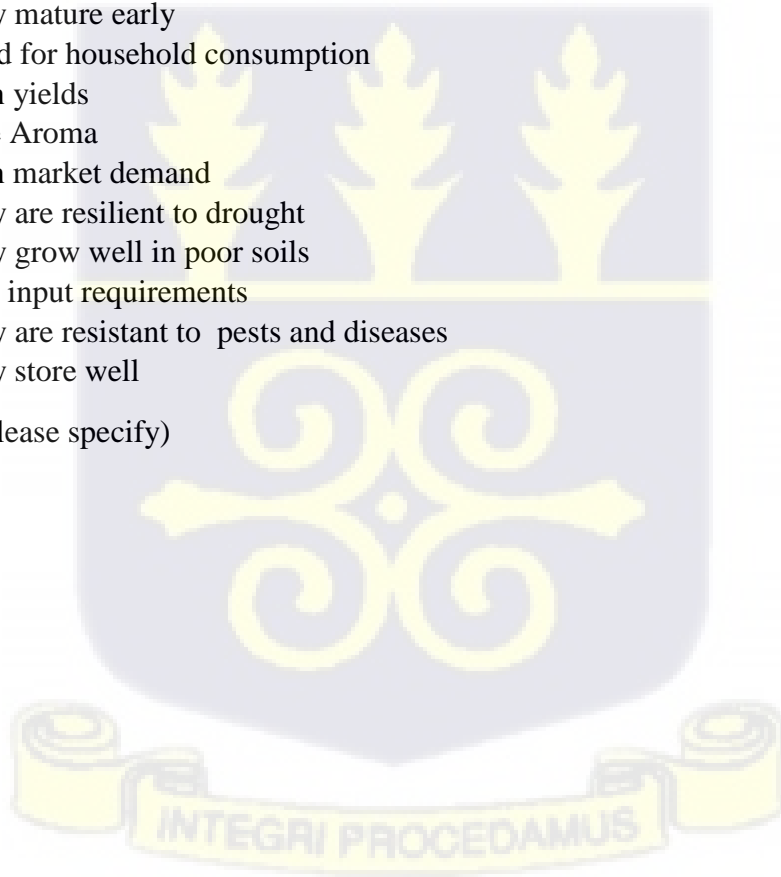 y mature early
d for household consumption
n yields
Aroma
n market demand
y are resilient to drought
y grow well in poor soils
input requirements
y are resistant to pests and diseases
y store well
lease specify)
INTEGRI PROCEDAMUS